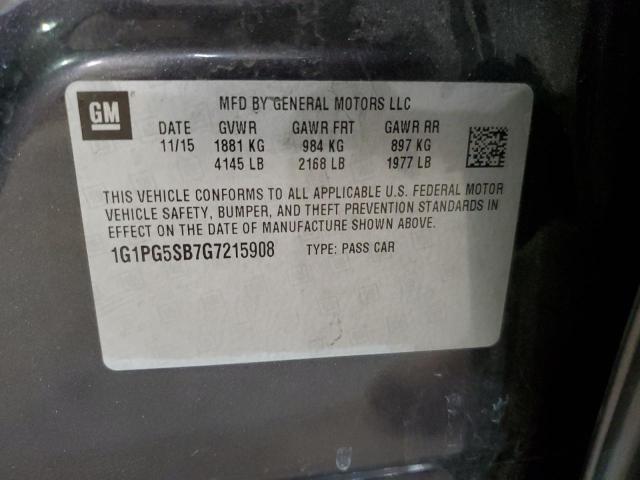 GM
MFD BY GENERAL MOTORS LLC
DATE GVWR GAWR FRT GAWR RR
11/15 1881 KG 984 KG 897 KG
4145 LB 2168 LB 1977 LB
THIS VEHICLE CONFORMS TO ALL APPLICABLE U.S. FEDERAL MOTOR
VEHICLE SAFETY, BUMPER, AND THEFT PREVENTION STANDARDS IN
EFFECT ON THE DATE OF MANUFACTURE SHOWN ABOVE.
1G1PG5SB7G7215908 TYPE: PASS CAR